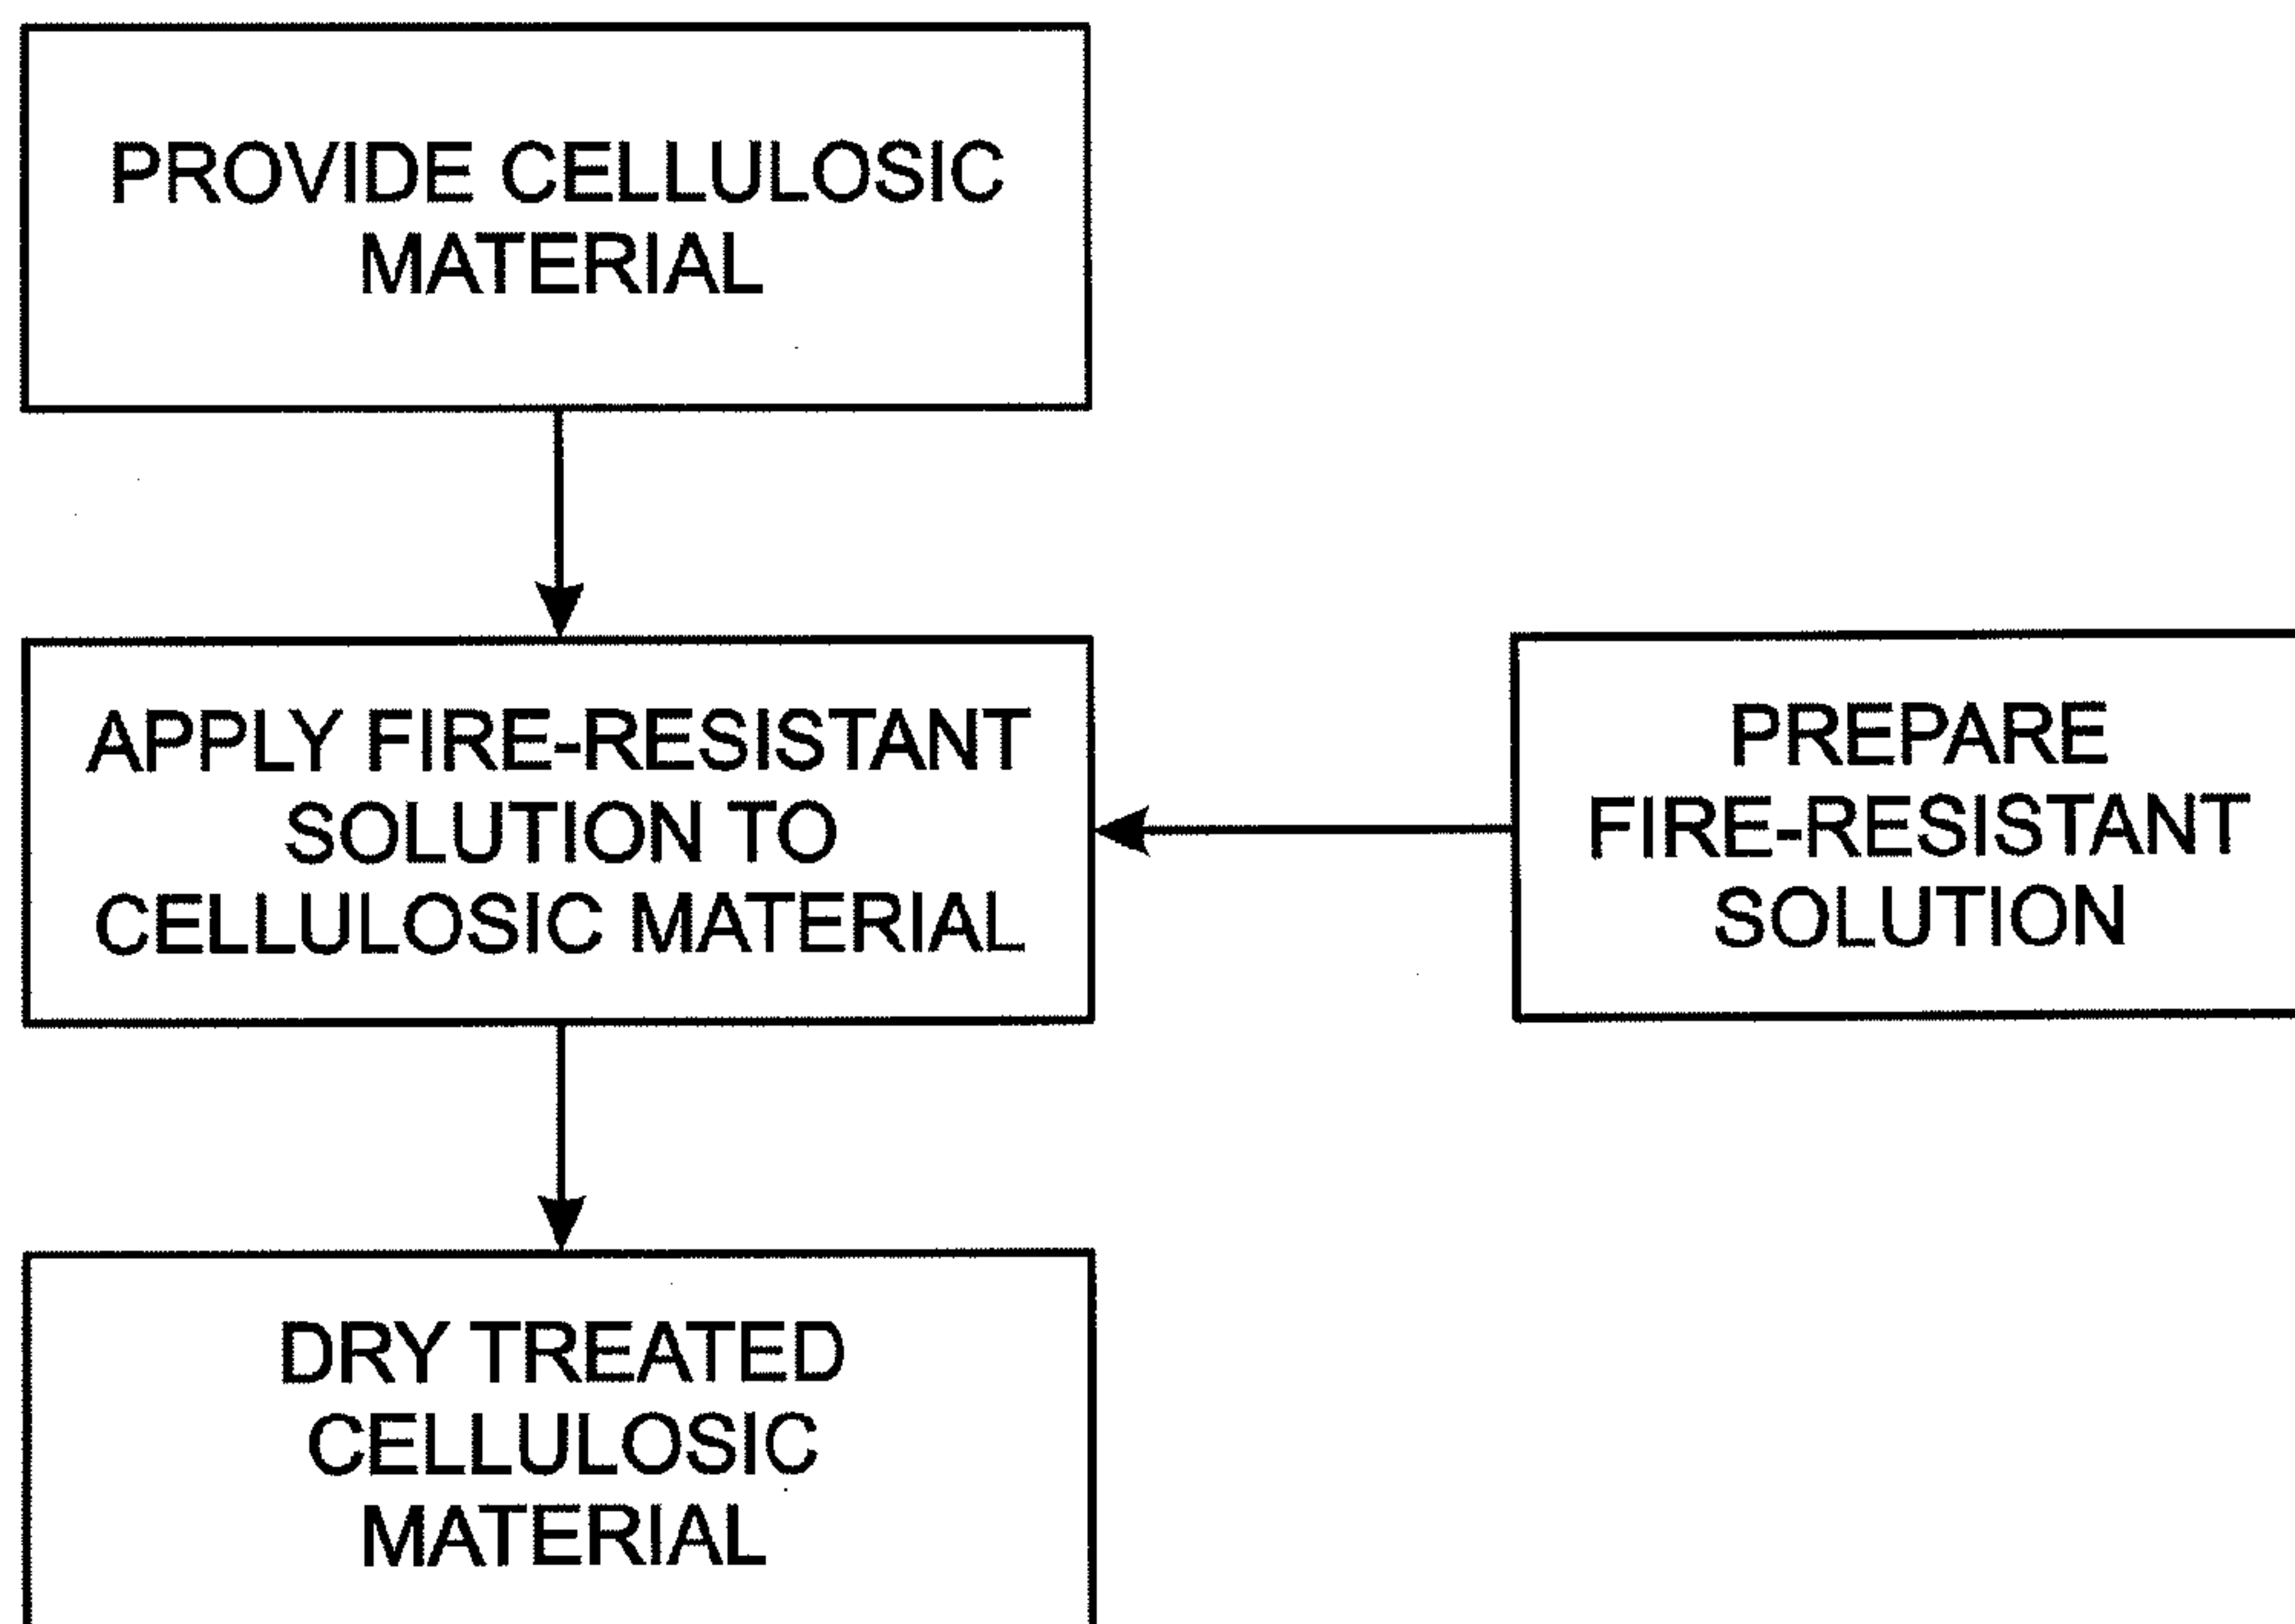 PROVIDE CELLULOSIC
MATERIAL
APPLY FIRE-RESISTANT
SOLUTION TO
CELLULOSIC MATERIAL
PREPARE
FIRE-RESISTANT
SOLUTION
DRY TREATED
CELLULOSIC
MATERIAL